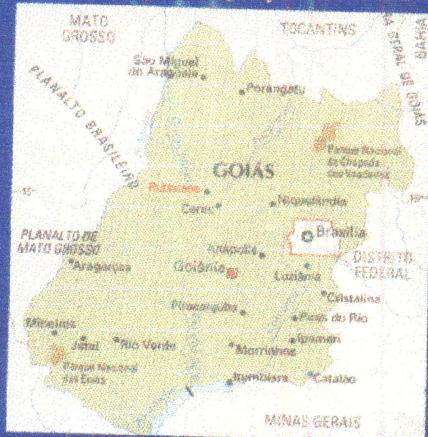 MATO
GROSSO
TOCANTINS
BAHIA
GERAL DE GOIÁS
São Miguel
do Araguaia
Porangatu
PLANALTO BRASILEIRO
Parque Nacional
da Chapada
dos Veadeiros
GOIÁS
Rubiataba
Ceres
Niquelândia
Brasília
PLANALTO DE
MATO GROSSO
Aragarças
Anápolis
Goiânia
Luziânia
DISTRITO
FEDERAL
Cristalina
Piracanjuba
Pires do Rio
Mineiros
Jataí
Rio Verde
Morrinhos
Ipameri
Parque Nacional
das Emas
Itumbiara
Catalão
MINAS GERAIS